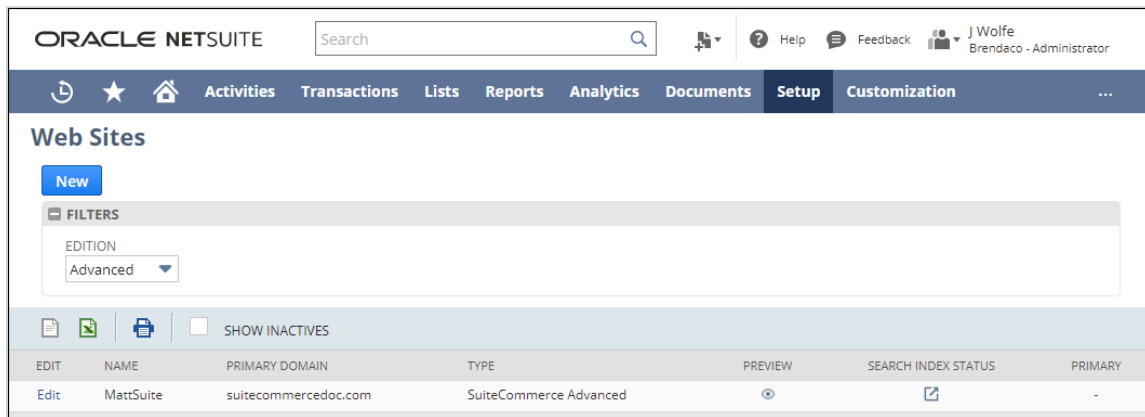 ORACLE NETSUITE Search Help Feedback J Wolfe
Brendaco - Administrator
Activities Transactions Lists Reports Analytics Documents Setup Customization ...
Web Sites
New
FILTERS
EDITION
Advanced
SHOW INACTIVES
EDIT NAME PRIMARY DOMAIN TYPE PREVIEW SEARCH INDEX STATUS PRIMARY
Edit MattSuite suitecommercedoc.com SuiteCommerce Advanced -